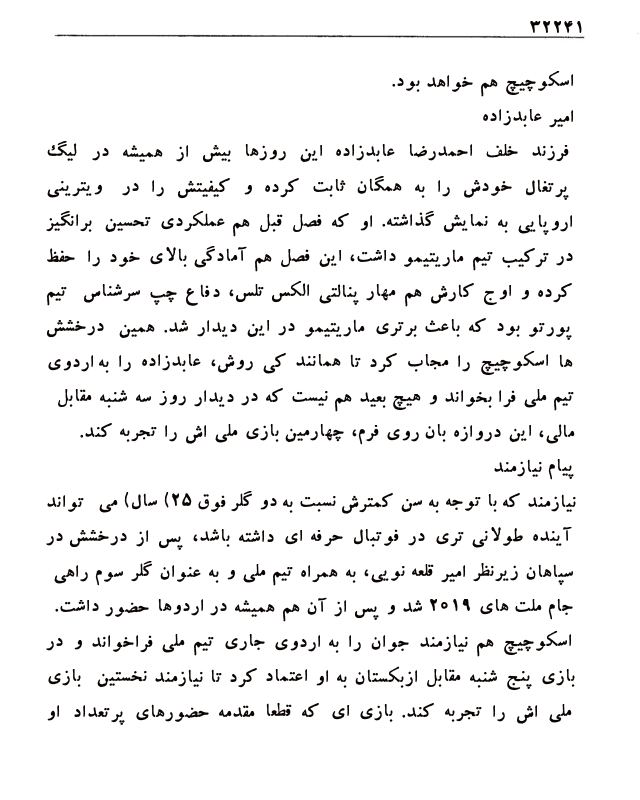 ۳۲۲۴۱
اسکوچیچ هم خواهد بود.
امیر عابدزاده
فرزند خلف احمدرضا عابدزاده این روزها بیش از همیشه در لیگ
پرتغال خودش را به همگان ثابت کرده و کیفیتش را در ویترینی
اروپایی به نمایش گذاشته. او که فصل قبل هم عملکردی تحسین برانگیز
در ترکیب تیم ماریتیمو داشت، این فصل هم آمادگی بالای خود را حفظ
کرده و اوج کارش هم مهار پنالتی الکس تلس، دفاع چپ سرشناس تیم
پورتو بود که باعث برتری ماریتیمو در این دیدار شد. همین درخشش
ها اسکوچیچ را مجاب کرد تا همانند کی روش، عابدزاده را به اردوی
تیم ملی فرا بخواند و هیچ بعید هم نیست که در دیدار روز سه شنبه مقابل
مالی، این دروازه بان روی فرم، چهارمین بازی ملی اش را تجربه کند.
پیام نیازمند
نیازمند که با توجه به سن کمترش نسبت به دو گلر فوق ۲۵) سال) می تواند
آینده طولانی تری در فوتبال حرفه ای داشته باشد، پس از درخشش در
سپاهان زیرنظر امیر قلعه نویی، به همراه تیم ملی و به عنوان گلر سوم راهی
جام ملت های ۲۰۱۹ شد و پس از آن هم همیشه در اردوها حضور داشت.
اسکوچیچ هم نیازمند جوان را به اردوی جاری تیم ملی فراخواند و در
بازی پنج شنبه مقابل ازبکستان به او اعتماد کرد تا نیازمند نخستین بازی
ملی اش را تجربه کند. بازی ای که قطعا مقدمه حضورهای پرتعداد او